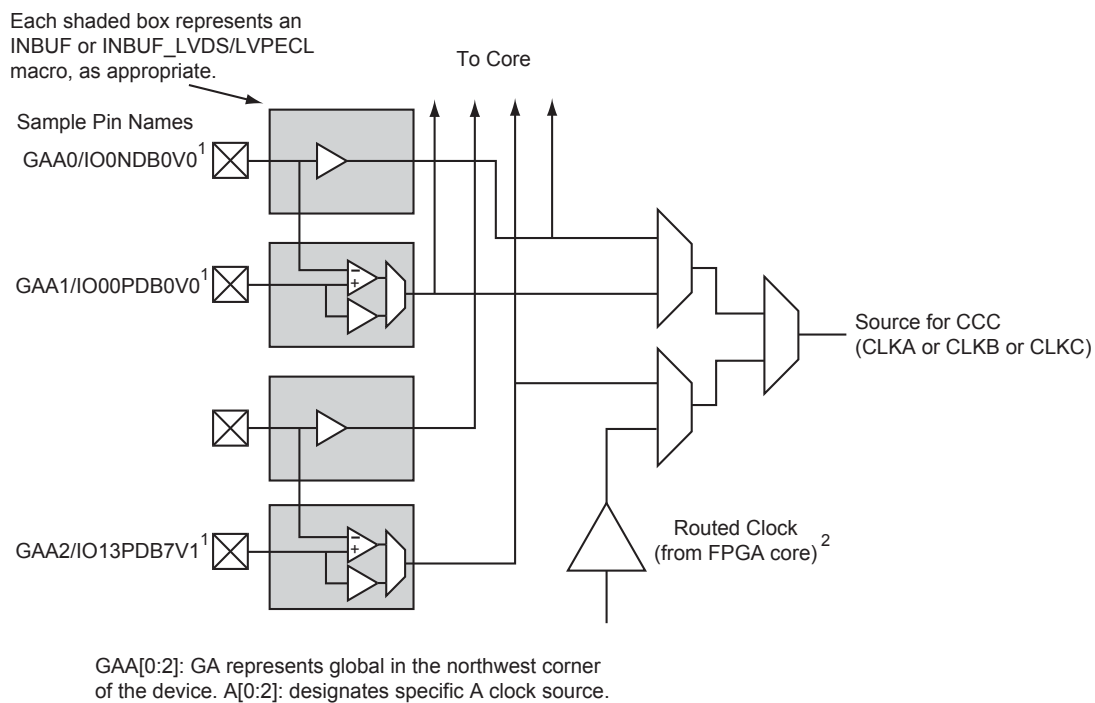 Each shaded box represents an
INBUF or INBUF_LVDS/LVPECL
macro, as appropriate.
To Core
Sample Pin Names
GAA0/IO0NDB0V0¹
GAA1/IO00PDB0V0¹
−
+
Source for CCC
(CLKA or CLKB or CLKC)
GAA2/IO13PDB7V1¹
−
+
Routed Clock
(from FPGA core)²
GAA[0:2]: GA represents global in the northwest corner
of the device. A[0:2]: designates specific A clock source.